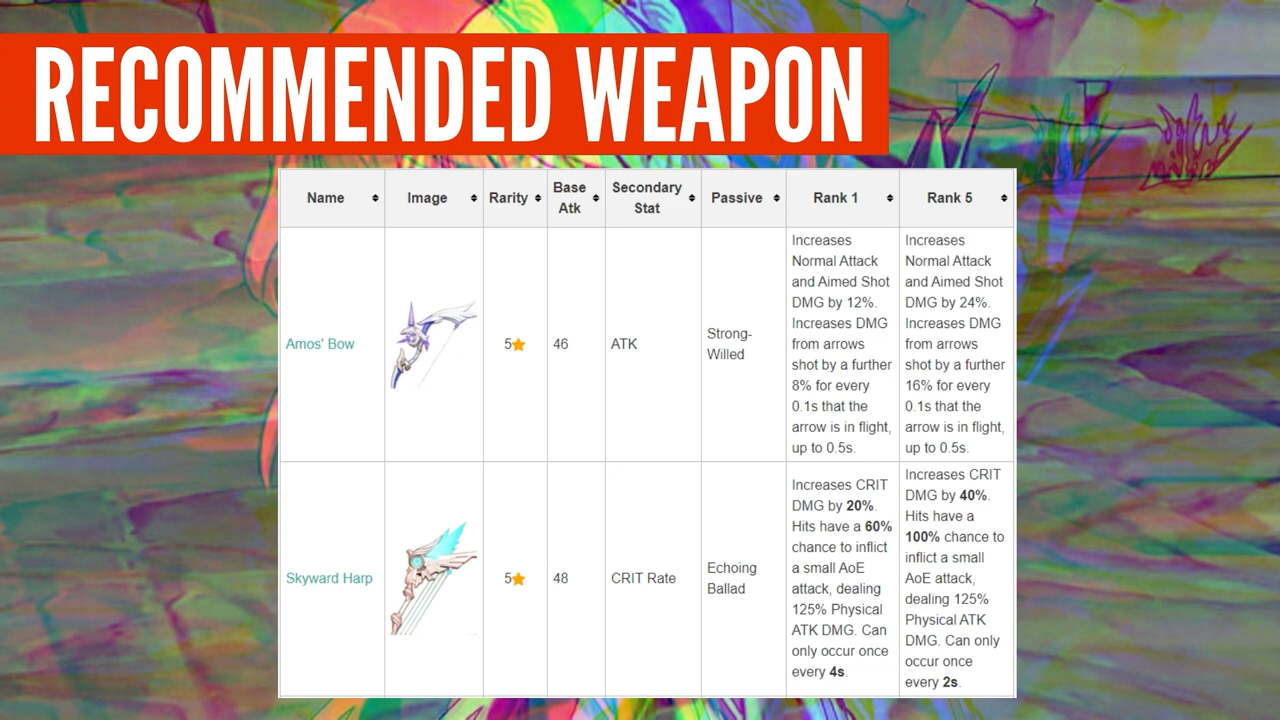 RECOMMENDED WEAPON
Name
Image
Rarity
Base
Atk
Secondary
Stat
Passive
Rank 1
Rank 5
Amos' Bow
5
46
ATK
Strong-
Willed
Increases
Normal Attack
and Aimed Shot
DMG by 12%.
Increases DMG
from arrows
shot by a further
8% for every
0.1s that the
arrow is in flight,
up to 0.5s.
Increases
Normal Attack
and Aimed Shot
DMG by 24%.
Increases DMG
from arrows
shot by a further
16% for every
0.1s that the
arrow is in flight,
up to 0.5s.
Skyward Harp
5
48
CRIT Rate
Echoing
Ballad
Increases CRIT
DMG by 20%.
Hits have a 60%
chance to inflict
a small AoE
attack, dealing
125% Physical
ATK DMG. Can
only occur once
every 4s.
Increases CRIT
DMG by 40%.
Hits have a
100% chance to
inflict a small
AoE attack,
dealing 125%
Physical ATK
DMG. Can only
occur once
every 2s.